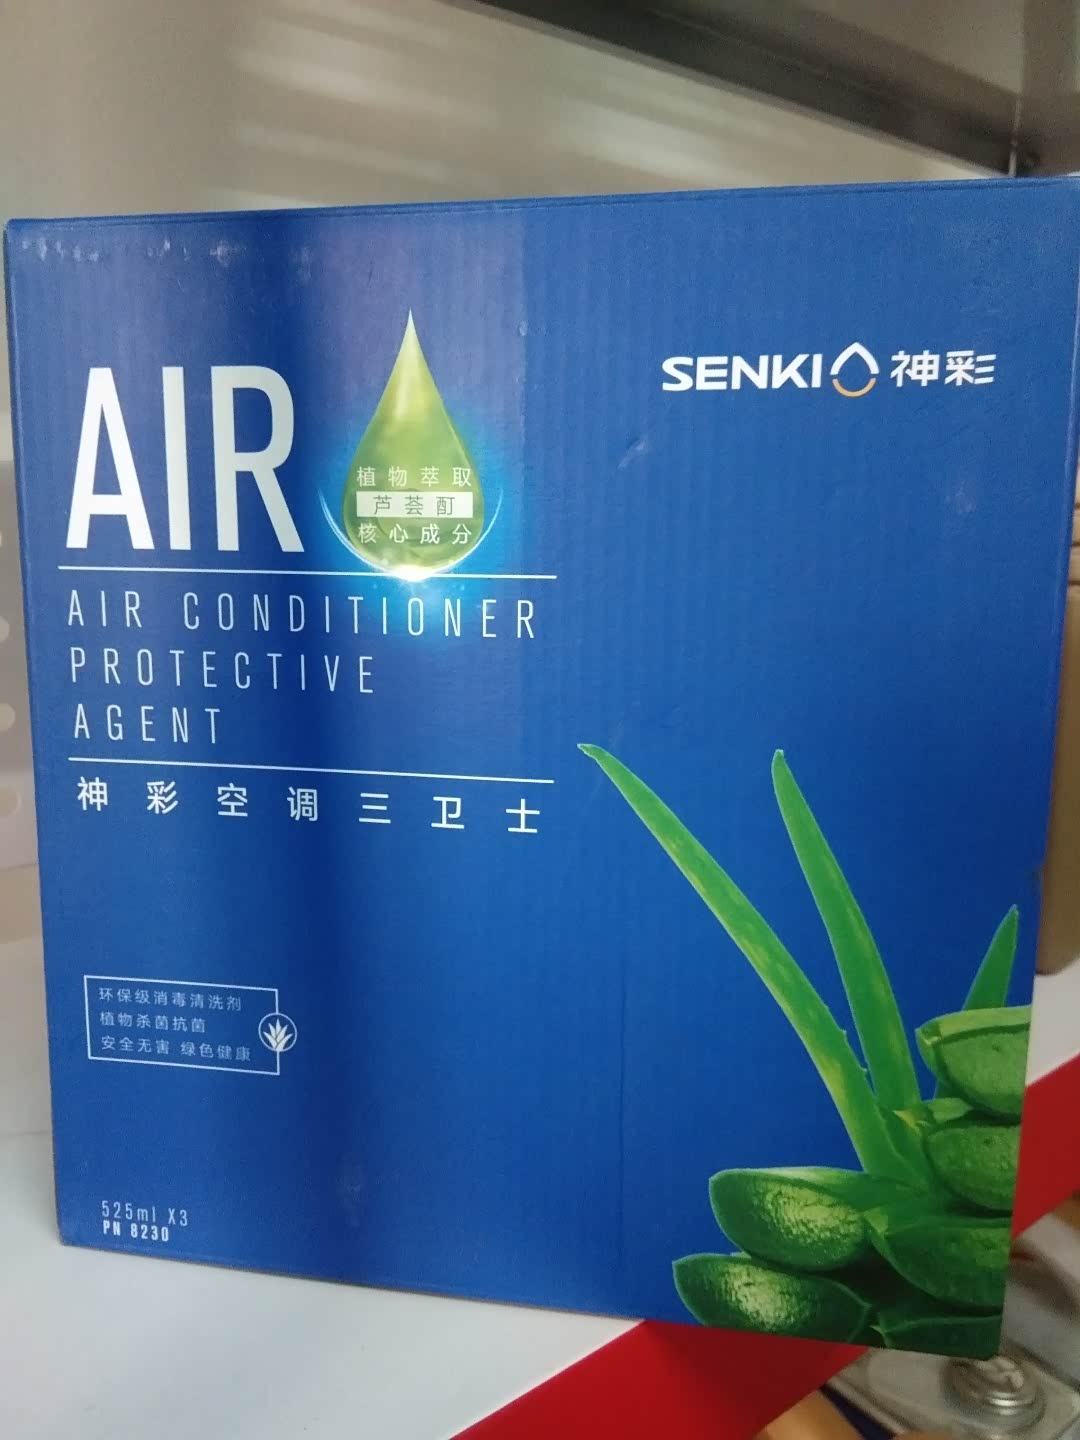 SENKI 神彩
AIR
植物萃取
芦荟酊
核心成分
AIR CONDITIONER
PROTECTIVE
AGENT
神彩空调三卫士
环保级消毒清洗剂
植物杀菌抗菌
安全无害 绿色健康
525ml X3
PN 8230